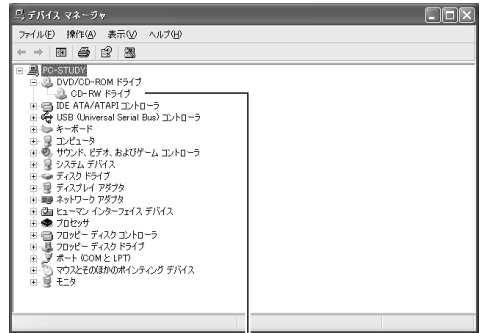 デバイス マネージャ
ファイル(F) 操作(A) 表示(V) ヘルプ(H)
PC-STUDY
DVD/CD-ROM ドライブ
CD-RW ドライブ
IDE ATA/ATAPI コントローラ
USB (Universal Serial Bus) コントローラ
キーボード
コンピュータ
サウンド、ビデオ、およびゲーム コントローラ
システム デバイス
ディスク ドライブ
ディスプレイ アダプタ
ネットワーク アダプタ
ヒューマン インターフェイス デバイス
プロセッサ
フロッピー ディスク コントローラ
フロッピー ディスク ドライブ
ポート (COM と LPT)
マウスとそのほかのポインティング デバイス
モニタ